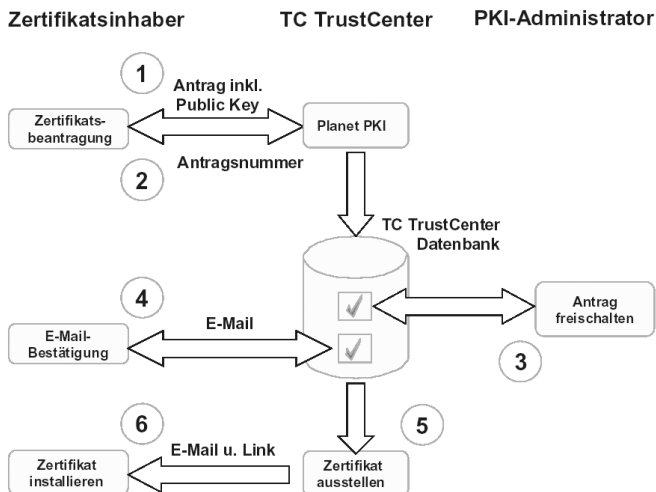 Zertifikatsinhaber
TC TrustCenter
PKI-Administrator
1
Antrag inkl.
Public Key
Zertifikats-
beantragung
Planet PKI
2
Antragsnummer
TC TrustCenter
Datenbank
4
E-Mail
E-Mail-
Bestätigung
Antrag
freischalten
3
6
5
E-Mail u. Link
Zertifikat
installieren
Zertifikat
ausstellen